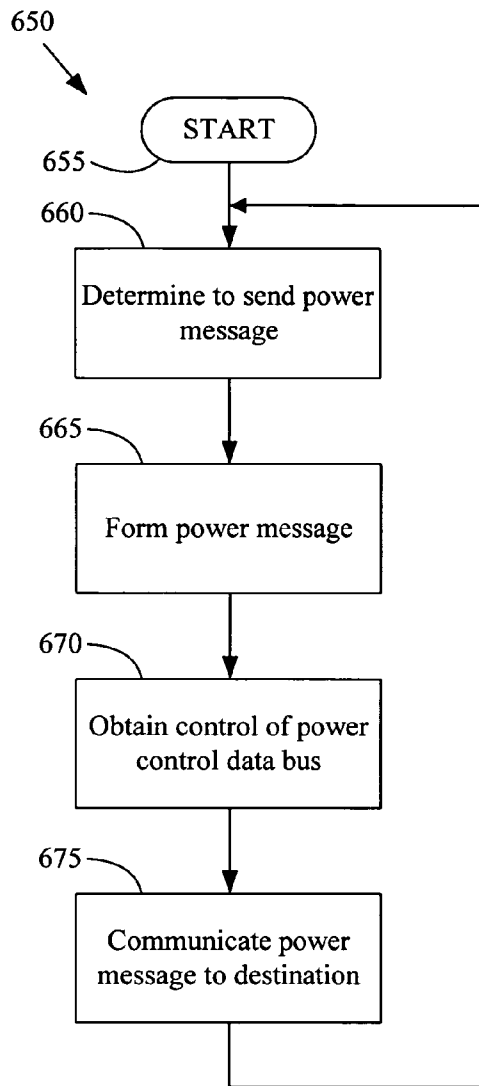 650
START
655
660
Determine to send power
message
665
Form power message
670
Obtain control of power
control data bus
675
Communicate power
message to destination